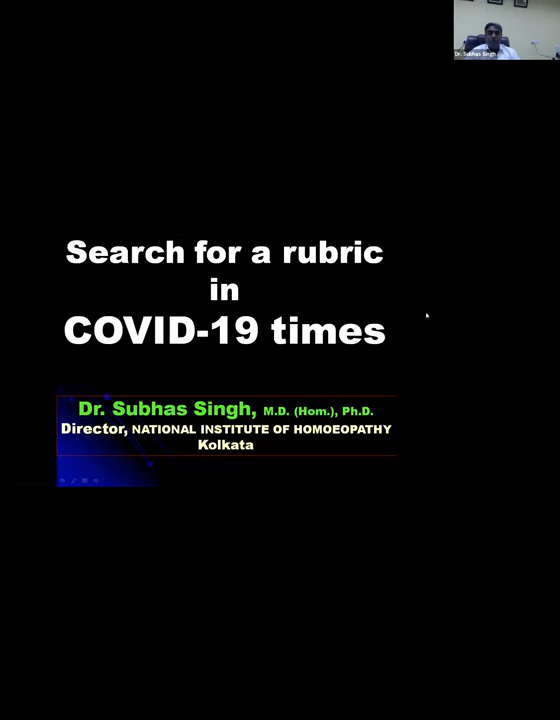 Dr. Subhas Singh
Search for a rubric
in
COVID-19 times
Dr. Subhas Singh, M.D. (Hom.), Ph.D.
Director, NATIONAL INSTITUTE OF HOMOEOPATHY
Kolkata